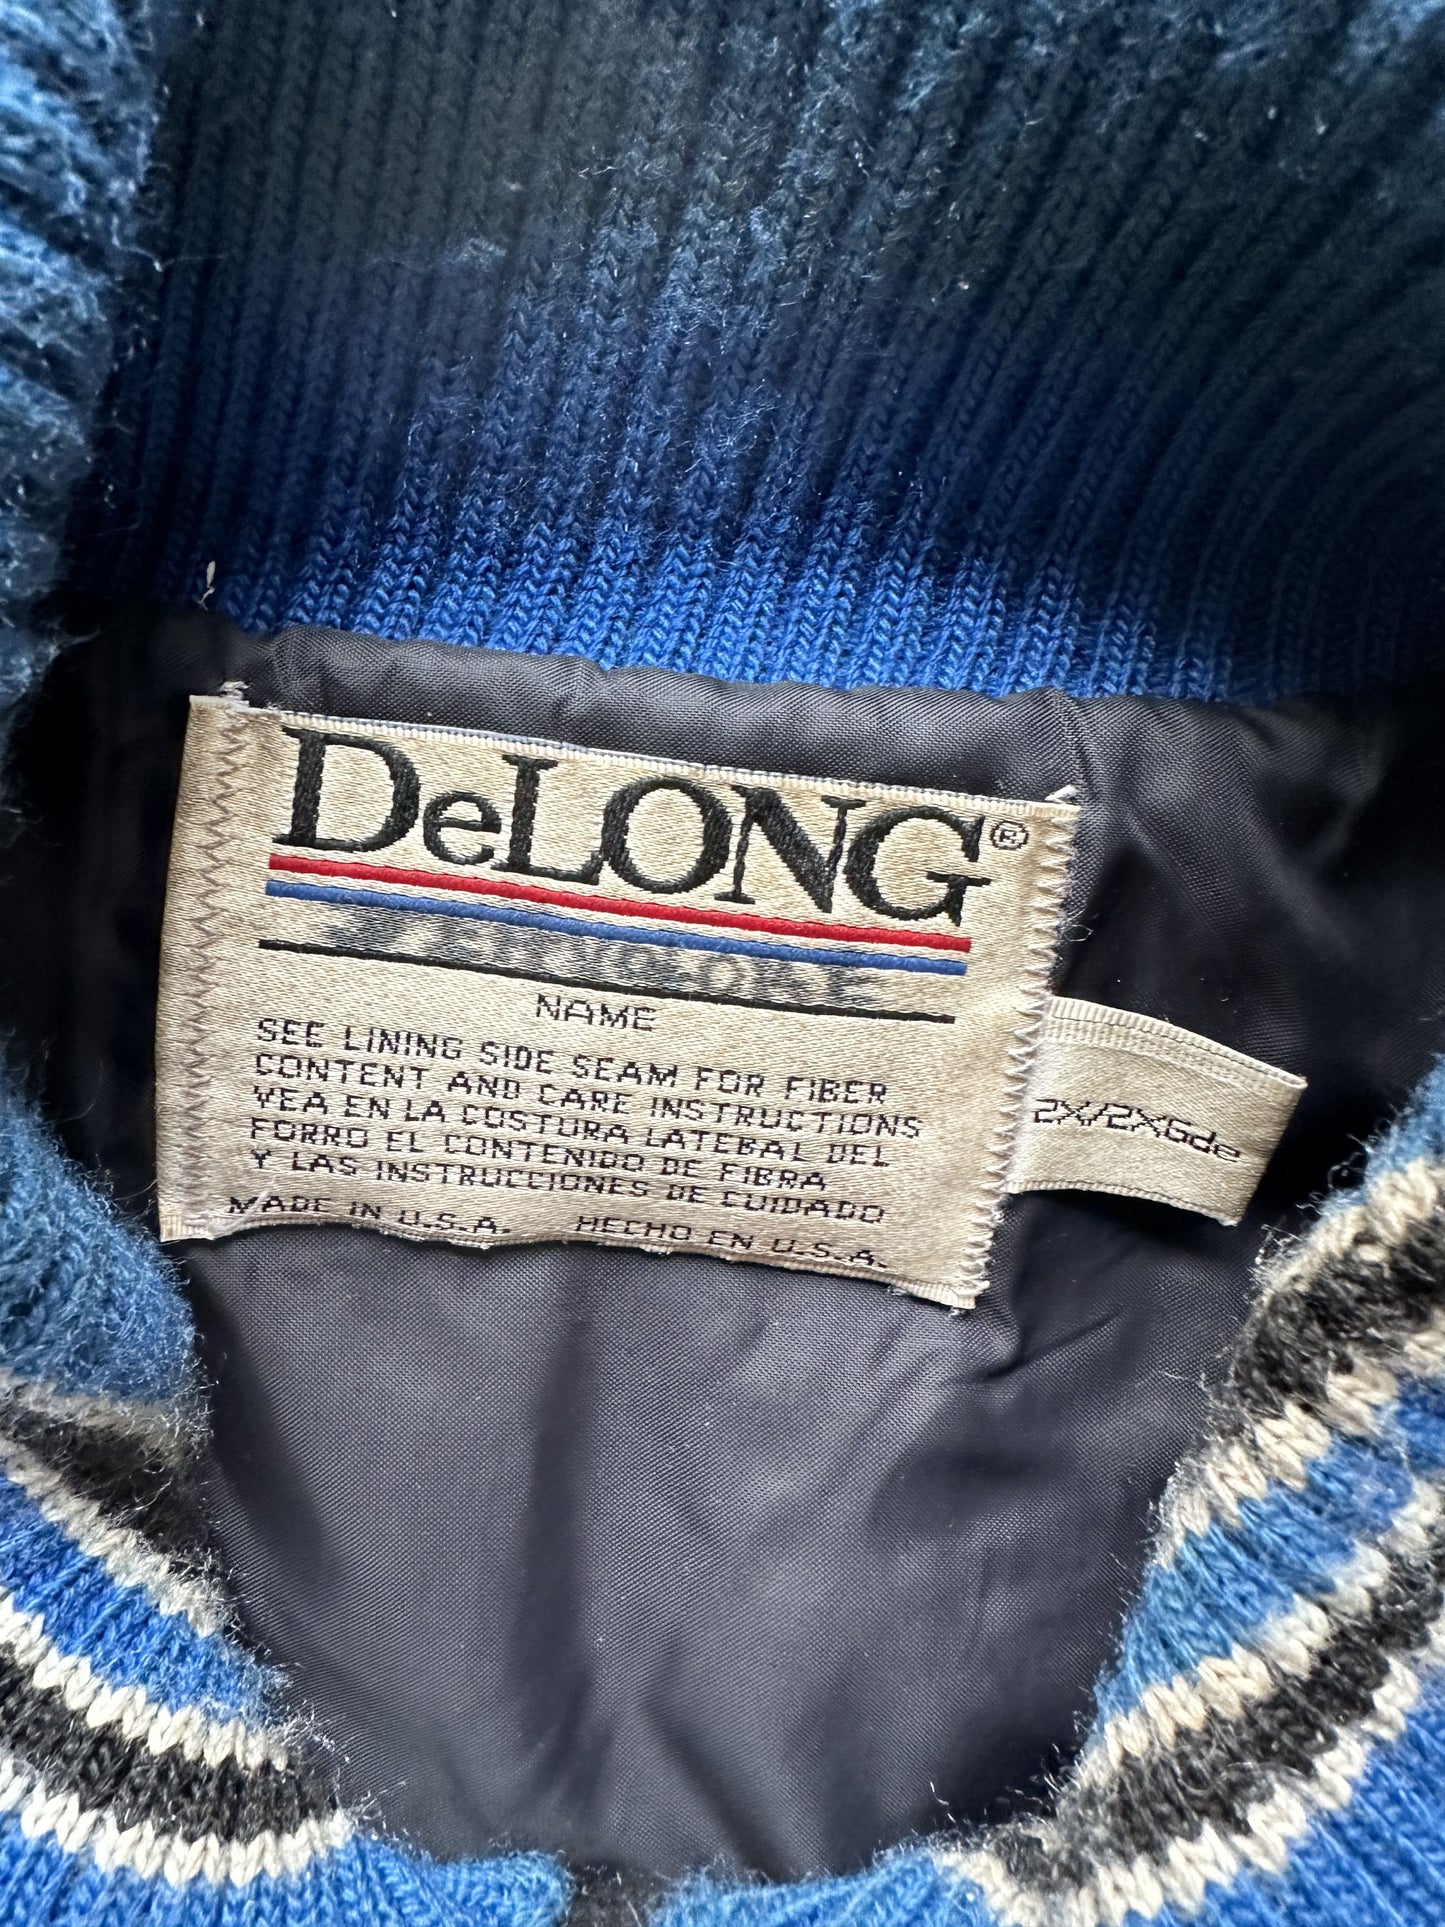 DeLONG®
NAME
SEE LINING SIDE SEAM FOR FIBER
CONTENT AND CARE INSTRUCTIONS
VEA EN LA COSTURA LATERAL DEL
FORRO EL CONTENIDO DE FIBRA
Y LAS INSTRUCCIONES DE CUIDADO
MADE IN U.S.A. HECHO EN U.S.A.
2X/2XGde